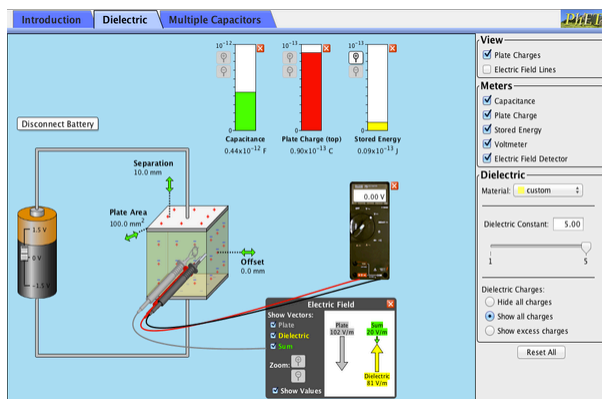 Introduction
Dielectric
Multiple Capacitors
PhET
Disconnect Battery
1.5 V
0 V
-1.5 V
Separation
10.0 mm
Plate Area
100.0 mm²
Offset
0.0 mm
10⁻¹²
0
Capacitance
0.44x10⁻¹² F
10⁻¹³
0
Plate Charge (top)
0.90x10⁻¹³ C
10⁻¹³
0
Stored Energy
0.09x10⁻¹³ J
0.00 V
Electric Field
Show Vectors:
Plate
Dielectric
Sum
Zoom:
Show Values
Plate
102 V/m
Sum
20 V/m
Dielectric
81 V/m
View
Plate Charges
Electric Field Lines
Meters
Capacitance
Plate Charge
Stored Energy
Voltmeter
Electric Field Detector
Dielectric
Material: custom
Dielectric Constant: 5.00
1 5
Dielectric Charges:
Hide all charges
Show all charges
Show excess charges
Reset All